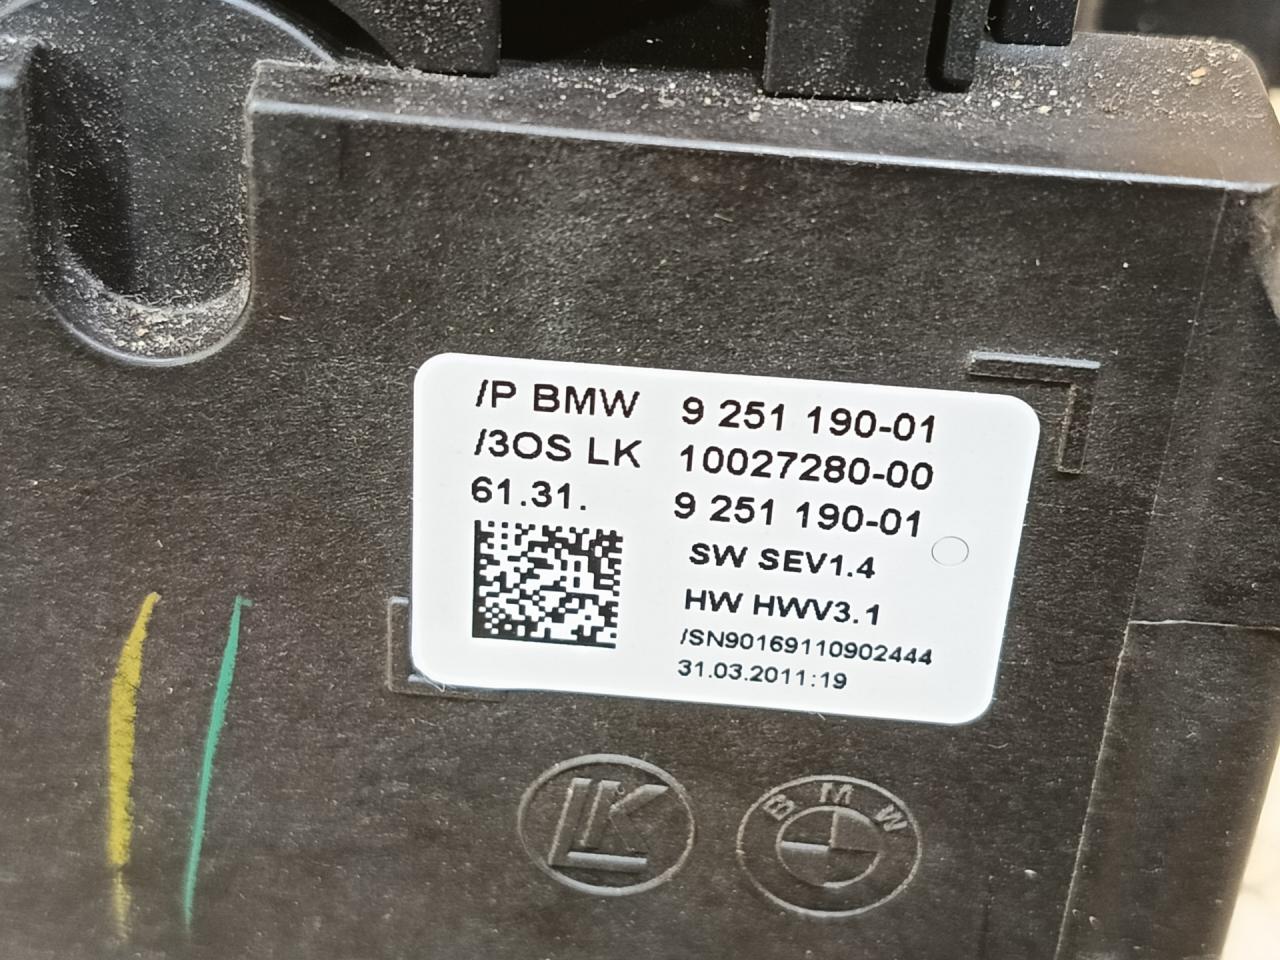 /P BMW 9 251 190-01
/3OS LK 10027280-00
61.31. 9 251 190-01
SW SEV1.4
HW HWV3.1
/SN90169110902444
31.03.2011:19
LK
BMW